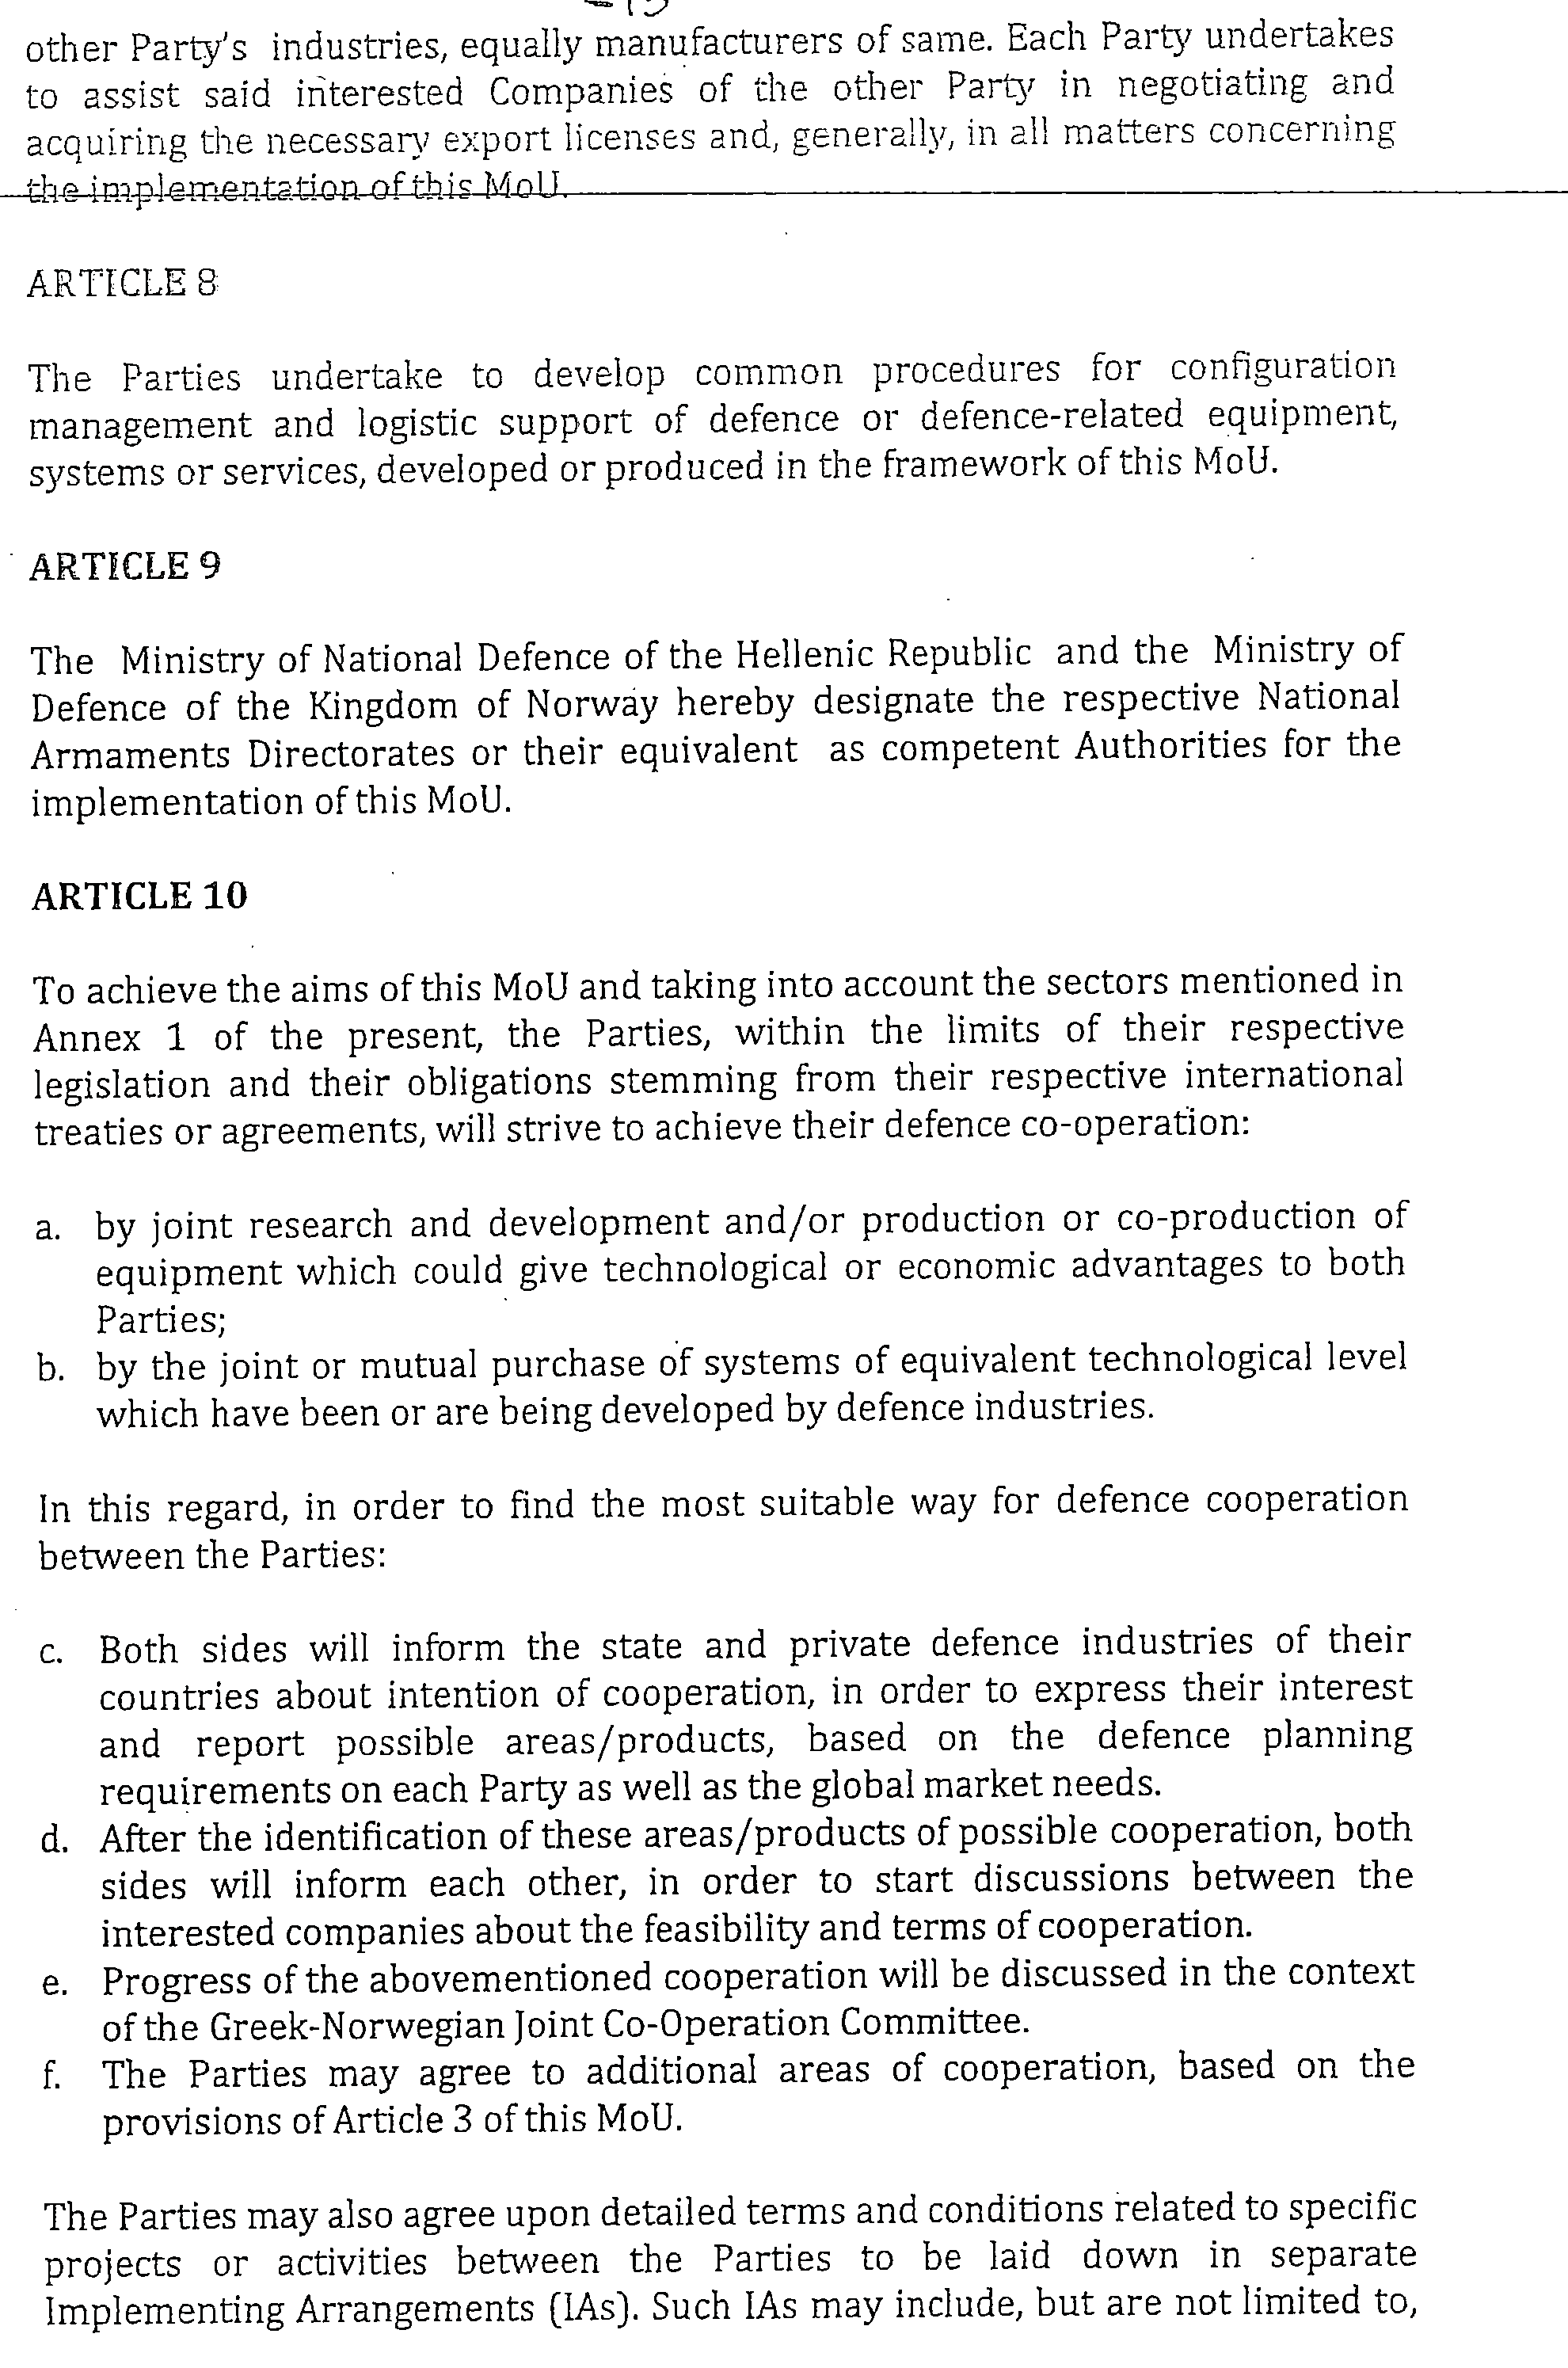 other Party's industries, equally manufacturers of same. Each Party undertakes
to assist said interested Companies of the other Party in negotiating and
acquiring the necessary export licenses and, generally, in all matters concerning
the implementation of this MoU.
ARTICLE 8
The Parties undertake to develop common procedures for configuration
management and logistic support of defence or defence-related equipment,
systems or services, developed or produced in the framework of this MoU.
ARTICLE 9
The Ministry of National Defence of the Hellenic Republic and the Ministry of
Defence of the Kingdom of Norway hereby designate the respective National
Armaments Directorates or their equivalent as competent Authorities for the
implementation of this MoU.
ARTICLE 10
To achieve the aims of this MoU and taking into account the sectors mentioned in
Annex 1 of the present, the Parties, within the limits of their respective
legislation and their obligations stemming from their respective international
treaties or agreements, will strive to achieve their defence co-operation:
a. by joint research and development and/or production or co-production of
equipment which could give technological or economic advantages to both
Parties;
b. by the joint or mutual purchase of systems of equivalent technological level
which have been or are being developed by defence industries.
In this regard, in order to find the most suitable way for defence cooperation
between the Parties:
c. Both sides will inform the state and private defence industries of their
countries about intention of cooperation, in order to express their interest
and report possible areas/products, based on the defence planning
requirements on each Party as well as the global market needs.
d. After the identification of these areas/products of possible cooperation, both
sides will inform each other, in order to start discussions between the
interested companies about the feasibility and terms of cooperation.
e. Progress of the abovementioned cooperation will be discussed in the context
of the Greek-Norwegian Joint Co-Operation Committee.
f. The Parties may agree to additional areas of cooperation, based on the
provisions of Article 3 of this MoU.
The Parties may also agree upon detailed terms and conditions related to specific
projects or activities between the Parties to be laid down in separate
Implementing Arrangements (IAs). Such IAs may include, but are not limited to,